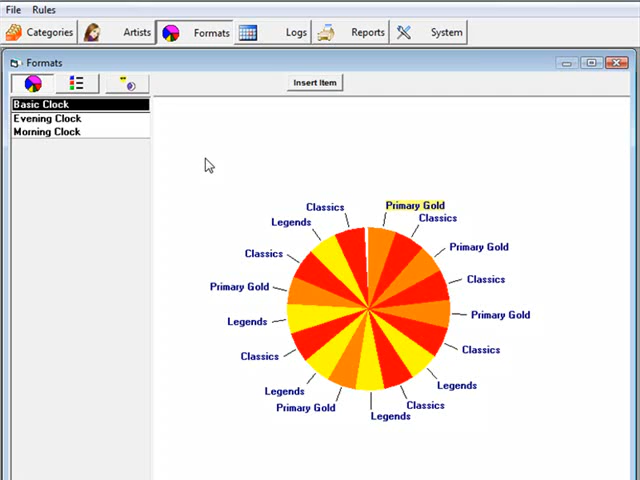 File Rules
Categories Artists Formats Logs Reports System
Formats
Insert Item
Basic Clock
Evening Clock
Morning Clock
Primary Gold
Classics
Primary Gold
Classics
Primary Gold
Classics
Legends
Classics
Legends
Primary Gold
Legends
Classics
Legends
Primary Gold
Classics
Legends
Classics